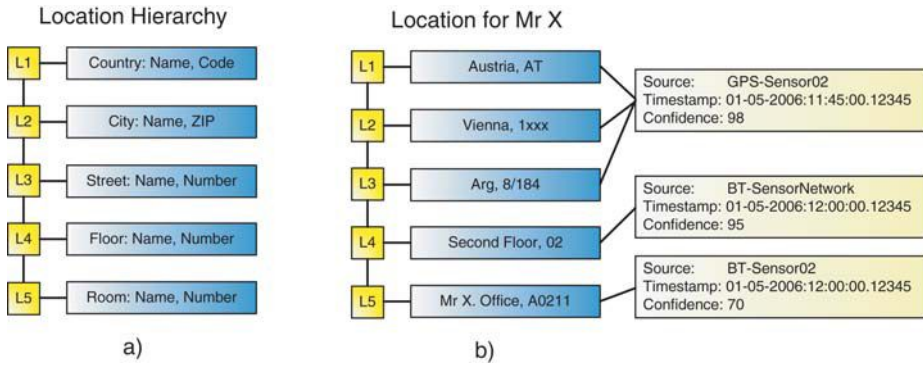 Location Hierarchy
L1
Country: Name, Code
L2
City: Name, ZIP
L3
Street: Name, Number
L4
Floor: Name, Number
L5
Room: Name, Number
a)
Location for Mr X
L1
Austria, AT
L2
Vienna, 1xxx
L3
Arg, 8/184
L4
Second Floor, 02
L5
Mr X. Office, A0211
Source: GPS-Sensor02
Timestamp: 01-05-2006:11:45:00.12345
Confidence: 98
Source: BT-SensorNetwork
Timestamp: 01-05-2006:12:00:00.12345
Confidence: 95
Source: BT-Sensor02
Timestamp: 01-05-2006:12:00:00.12345
Confidence: 70
b)